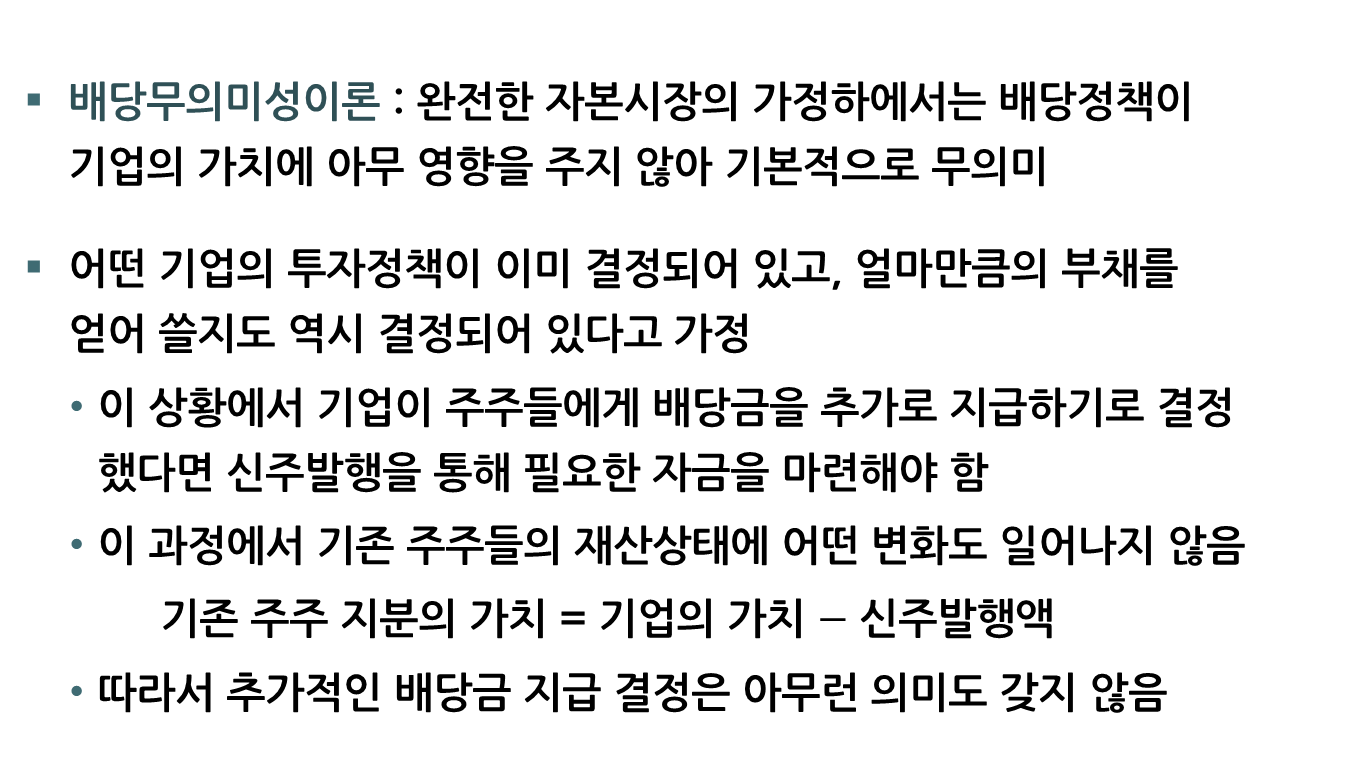 ▪ 배당무의미성이론 : 완전한 자본시장의 가정하에서는 배당정책이
기업의 가치에 아무 영향을 주지 않아 기본적으로 무의미
▪ 어떤 기업의 투자정책이 이미 결정되어 있고, 얼마만큼의 부채를
얻어 쓸지도 역시 결정되어 있다고 가정
• 이 상황에서 기업이 주주들에게 배당금을 추가로 지급하기로 결정
했다면 신주발행을 통해 필요한 자금을 마련해야 함
• 이 과정에서 기존 주주들의 재산상태에 어떤 변화도 일어나지 않음
기존 주주 지분의 가치 = 기업의 가치 – 신주발행액
• 따라서 추가적인 배당금 지급 결정은 아무런 의미도 갖지 않음